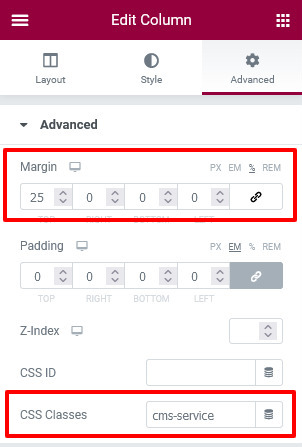 Edit Column
Layout Style Advanced
Advanced
Margin PX EM % REM
25 0 0 0
TOP RIGHT BOTTOM LEFT
Padding PX EM % REM
0 0 0 0
TOP RIGHT BOTTOM LEFT
Z-Index
CSS ID
CSS Classes cms-service